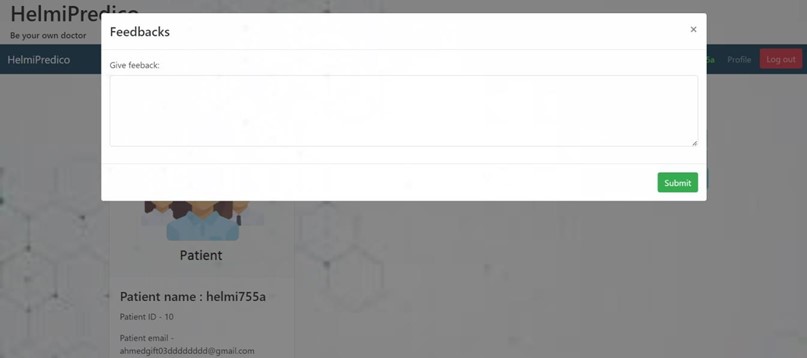 HelmiPredico
Be your own doctor
Feedbacks ×
HelmiPredico 5a Profile Log out
Give feeback:
Submit
Patient
Patient name : helmi755a
Patient ID - 10
Patient email -
ahmedgift03dddddddd@gmail.com